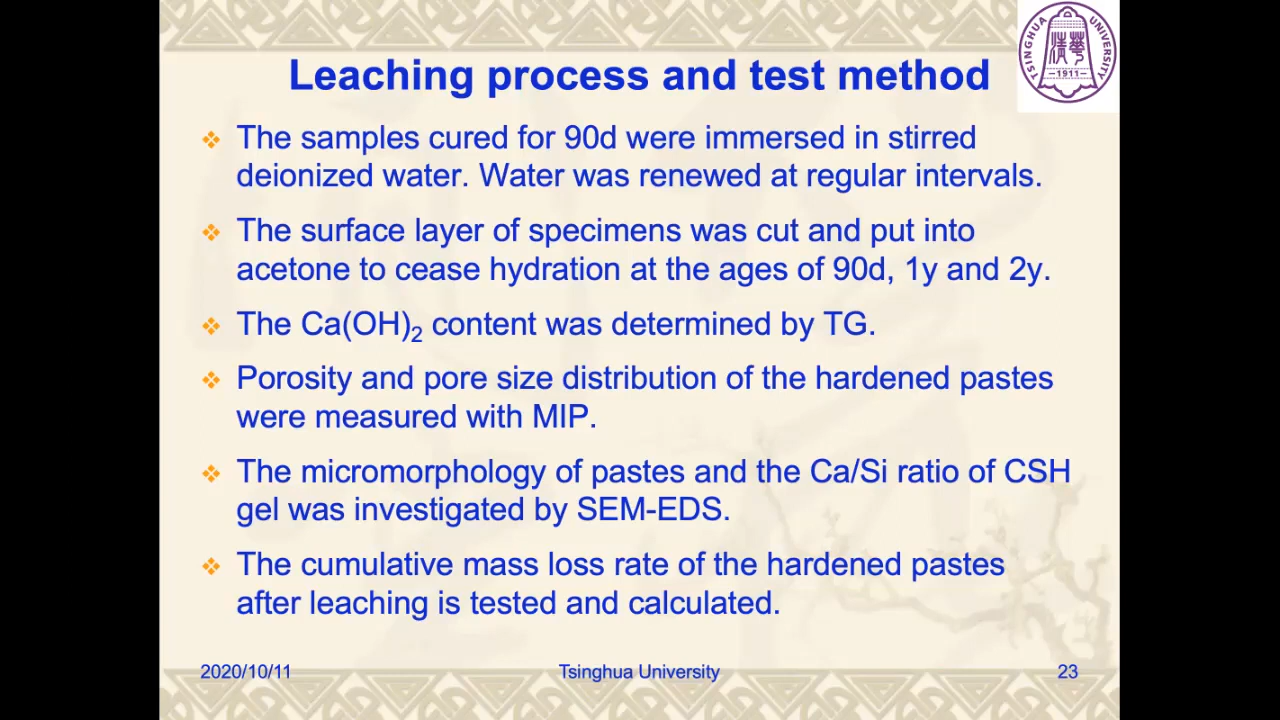 TSINGHUA UNIVERSITY
清華
–1911–
Leaching process and test method
The samples cured for 90d were immersed in stirred
deionized water. Water was renewed at regular intervals.
The surface layer of specimens was cut and put into
acetone to cease hydration at the ages of 90d, 1y and 2y.
The Ca(OH)₂ content was determined by TG.
Porosity and pore size distribution of the hardened pastes
were measured with MIP.
The micromorphology of pastes and the Ca/Si ratio of CSH
gel was investigated by SEM-EDS.
The cumulative mass loss rate of the hardened pastes
after leaching is tested and calculated.
2020/10/11
Tsinghua University
23